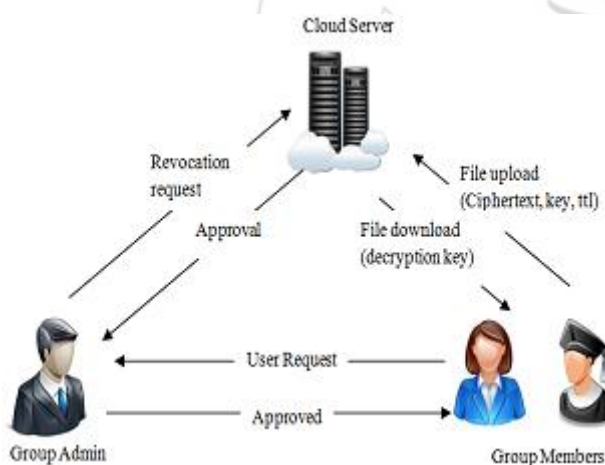 Cloud Server
Revocation
request
File upload
(Ciphertext, key, ttl)
Approval
File download
(decryption key)
User Request
Approved
Group Admin
Group Members